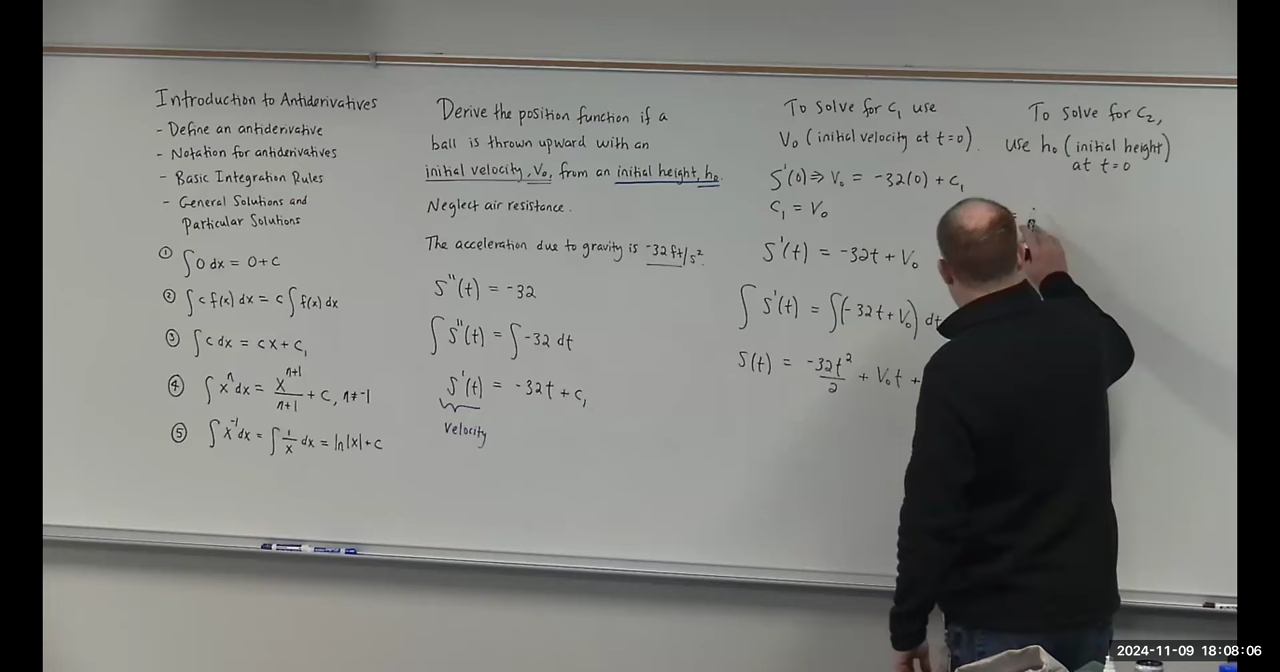 Introduction to Antiderivatives
- Define an antiderivative
- Notation for antiderivatives
- Basic Integration Rules
- General Solutions and
Particular Solutions
① ∫0 dx = 0+C
② ∫c f(x) dx = c∫f(x) dx
③ ∫c dx = cx + C₁
④ ∫xⁿ dx = xⁿ⁺¹/n+1 + C, n≠-1
⑤ ∫x⁻¹ dx = ∫1/x dx = ln|x| + C
Derive the position function if a
ball is thrown upward with an
initial velocity, V₀, from an initial height, h₀.
Neglect air resistance.
The acceleration due to gravity is -32 ft/s².
S''(t) = -32
∫S''(t) = ∫-32 dt
S'(t) = -32t + C₁
Velocity
To solve for C₁ use
V₀ (initial velocity at t=0).
S'(0) ⇒ V₀ = -32(0) + C₁
C₁ = V₀
S'(t) = -32t + V₀
∫S'(t) = ∫(-32t + V₀) dt
S(t) = -32t²/2 + V₀t +
To solve for C₂,
use h₀ (initial height)
at t=0
2024-11-09 18:08:06